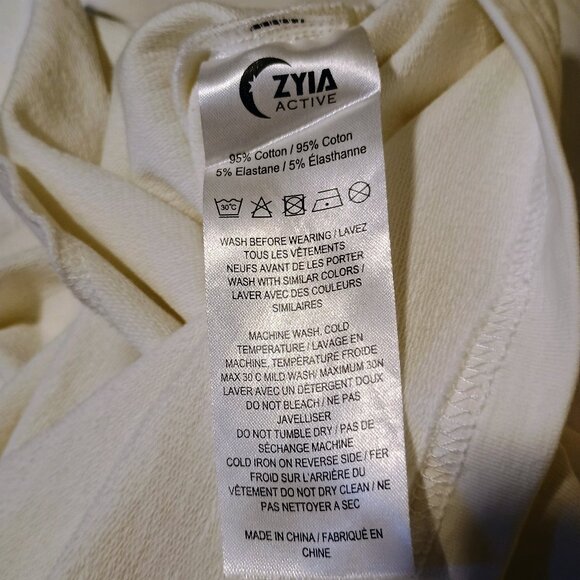 ZYIA
ACTIVE
95% Cotton / 95% Coton
5% Elastane / 5% Élasthanne
30°C
WASH BEFORE WEARING / LAVEZ
TOUS LES VÊTEMENTS
NEUFS AVANT DE LES PORTER
WASH WITH SIMILAR COLORS /
LAVER AVEC DES COULEURS
SIMILAIRES
MACHINE WASH, COLD
TEMPERATURE / LAVAGE EN
MACHINE, TEMPÉRATURE FROIDE
MAX 30 C MILD WASH/ MAXIMUM 30N
LAVER AVEC UN DÉTERGENT DOUX
DO NOT BLEACH / NE PAS
JAVELLISER
DO NOT TUMBLE DRY / PAS DE
SÉCHAGE MACHINE
COLD IRON ON REVERSE SIDE / FER
FROID SUR L'ARRIÈRE DU
VÊTEMENT DO NOT DRY CLEAN / NE
PAS NETTOYER A SEC
MADE IN CHINA / FABRIQUÉ EN
CHINE